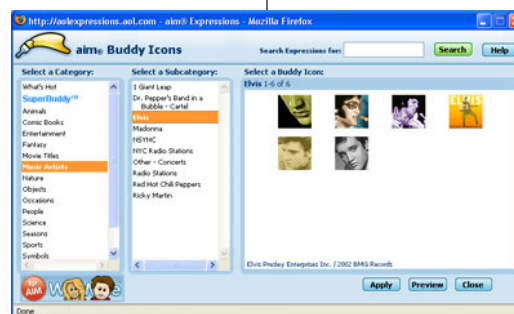 http://aolexpressions.aol.com - aim® Expressions - Mozilla Firefox
aim® Buddy Icons
Search Expressions for:
Search
Help
Select a Category:
What's Hot
SuperBuddy™
Animals
Comic Books
Entertainment
Fantasy
Movie Titles
Music Artists
Nature
Objects
Occasions
People
Science
Seasons
Sports
Symbols
Select a Subcategory:
1 Giant Leap
Dr. Pepper's Band in a
Bubble - Cartel
Elvis
Madonna
NSYNC
NYC Radio Stations
Other - Concerts
Radio Stations
Red Hot Chili Peppers
Ricky Martin
Select a Buddy Icon:
Elvis 1-6 of 6
ELVIS
Elvis Presley Enterprises Inc. / 2002 BMG Records
for AIM
Apply
Preview
Close
Done